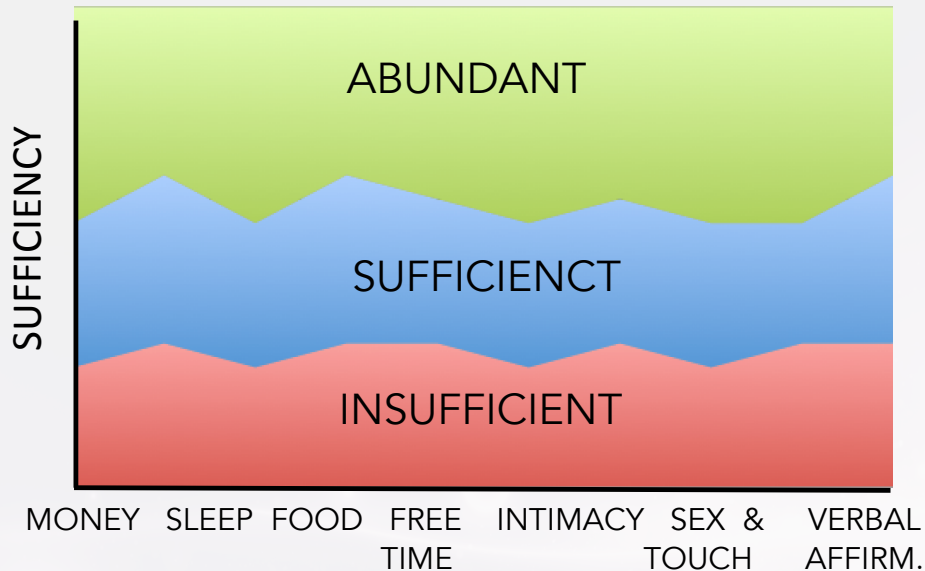 ABUNDANT
SUFFICIENCY
SUFFICIENCT
INSUFFICIENT
MONEY SLEEP FOOD FREE TIME INTIMACY SEX & TOUCH VERBAL AFFIRM.